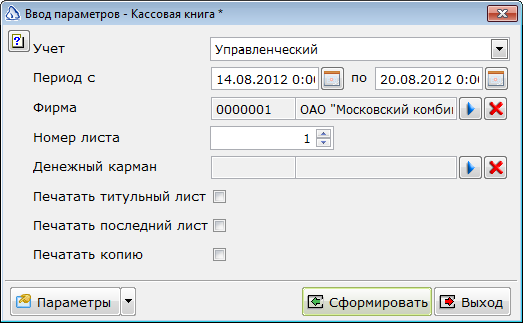 Ввод параметров - Кассовая книга *
Учет Управленческий
Период с 14.08.2012 0:0 по 20.08.2012 0:0
Фирма 0000001 ОАО "Московский комби
Номер листа 1
Денежный карман
Печатать титульный лист
Печатать последний лист
Печатать копию
Параметры Сформировать Выход